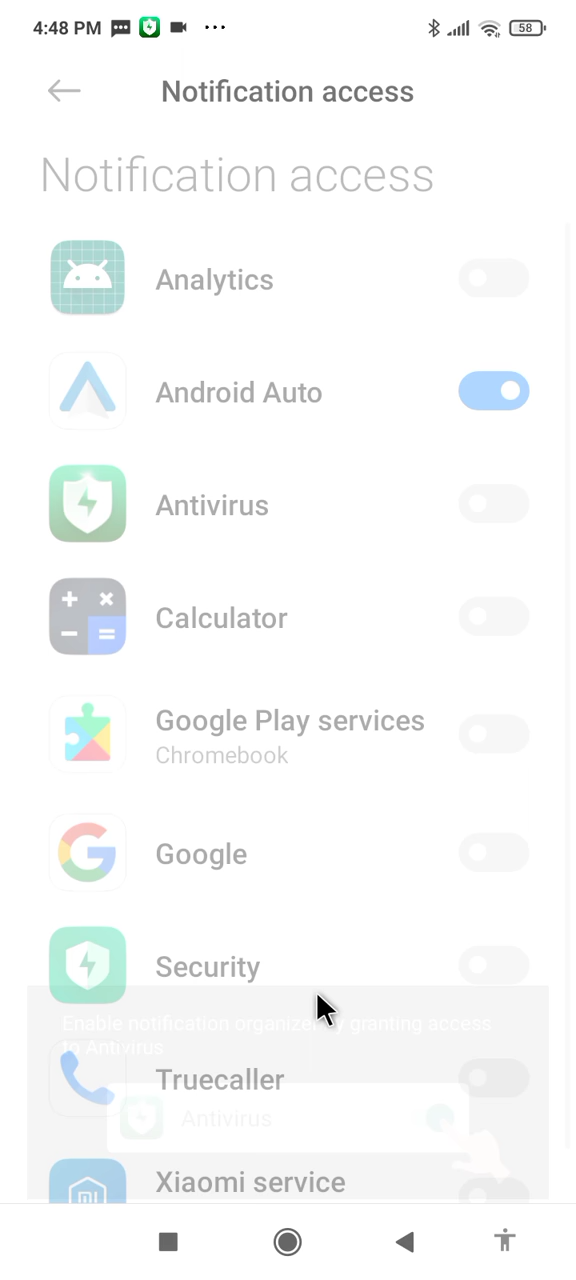 4:48 PM
58
Notification access
Notification access
Analytics
Android Auto
Antivirus
Calculator
Google Play services
Chromebook
Google
Security
Enable notification organizer by granting access
to Antivirus
Truecaller
Antivirus
Xiaomi service